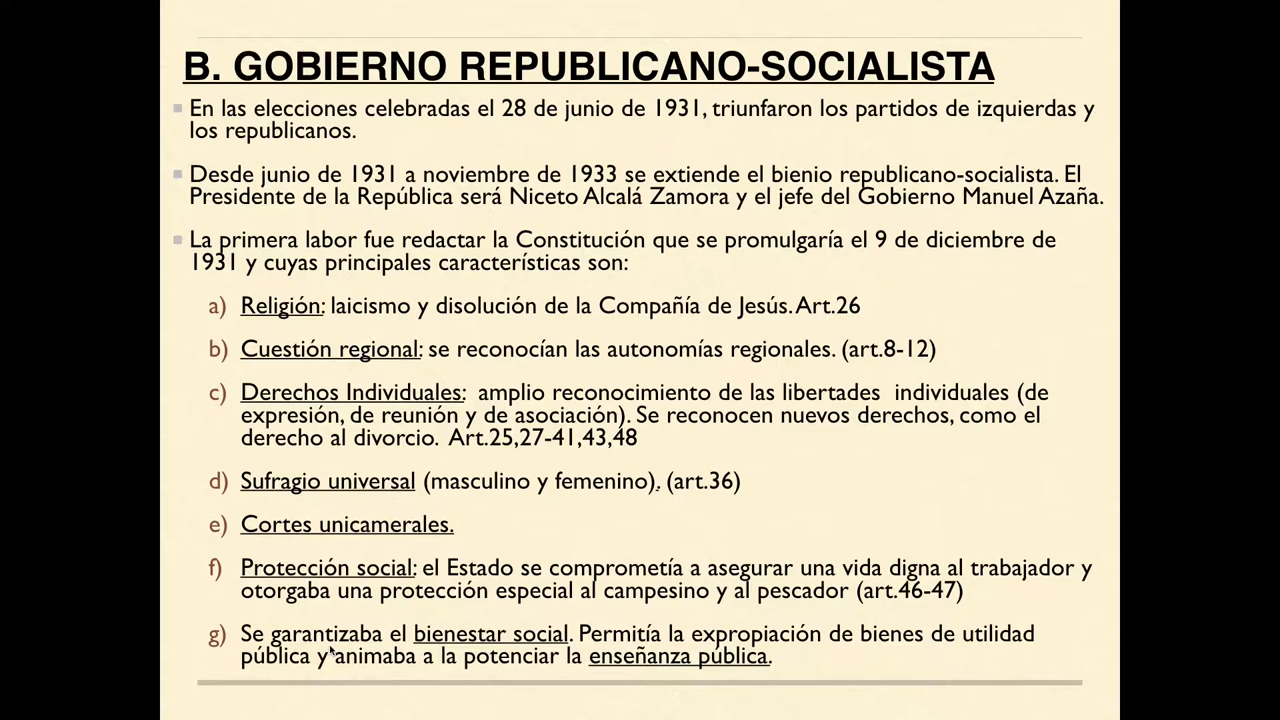 B. GOBIERNO REPUBLICANO-SOCIALISTA
En las elecciones celebradas el 28 de junio de 1931, triunfaron los partidos de izquierdas y
los republicanos.
Desde junio de 1931 a noviembre de 1933 se extiende el bienio republicano-socialista. El
Presidente de la República será Niceto Alcalá Zamora y el jefe del Gobierno Manuel Azaña.
La primera labor fue redactar la Constitución que se promulgaría el 9 de diciembre de
1931 y cuyas principales características son:
a) Religión: laicismo y disolución de la Compañía de Jesús. Art.26
b) Cuestión regional: se reconocían las autonomías regionales. (art.8-12)
c) Derechos Individuales: amplio reconocimiento de las libertades individuales (de
expresión, de reunión y de asociación). Se reconocen nuevos derechos, como el
derecho al divorcio. Art.25,27-41,43,48
d) Sufragio universal (masculino y femenino). (art.36)
e) Cortes unicamerales.
f) Protección social: el Estado se comprometía a asegurar una vida digna al trabajador y
otorgaba una protección especial al campesino y al pescador (art.46-47)
g) Se garantizaba el bienestar social. Permitía la expropiación de bienes de utilidad
pública y animaba a la potenciar la enseñanza pública.